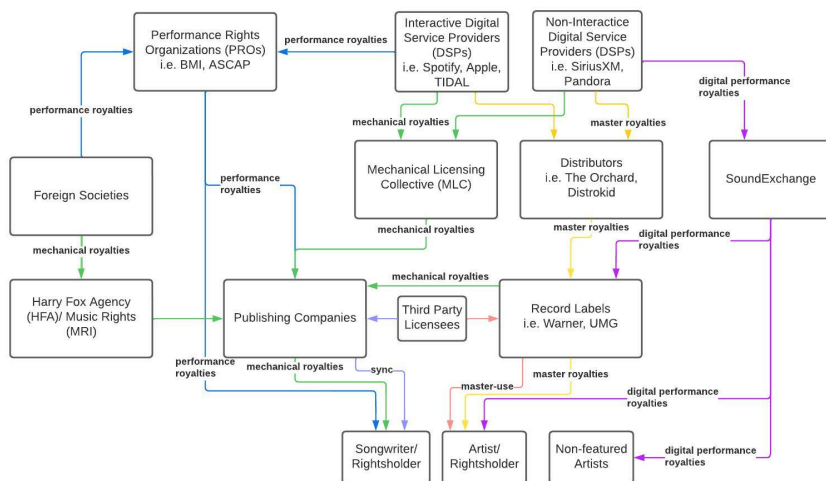 Performance Rights
Organizations (PROs)
i.e. BMI, ASCAP
performance royalties
Interactive Digital
Service Providers
(DSPs)
i.e. Spotify, Apple,
TIDAL
Non-Interactice
Digital Service
Providers (DSPs)
i.e. SiriusXM,
Pandora
digital performance
royalties
performance royalties
mechanical royalties
master royalties
Foreign Societies
performance
royalties
Mechanical Licensing
Collective (MLC)
Distributors
i.e. The Orchard,
Distrokid
SoundExchange
mechanical royalties
mechanical royalties
master royalties
digital performance
royalties
Harry Fox Agency
(HFA)/ Music Rights
(MRI)
Publishing Companies
mechanical royalties
Third Party
Licensees
Record Labels
i.e. Warner, UMG
performance
royalties
mechanical royalties
sync
master-use
master royalties
digital performance
royalties
Songwriter/
Rightsholder
Artist/
Rightsholder
Non-featured
Artists
digital performance
royalties